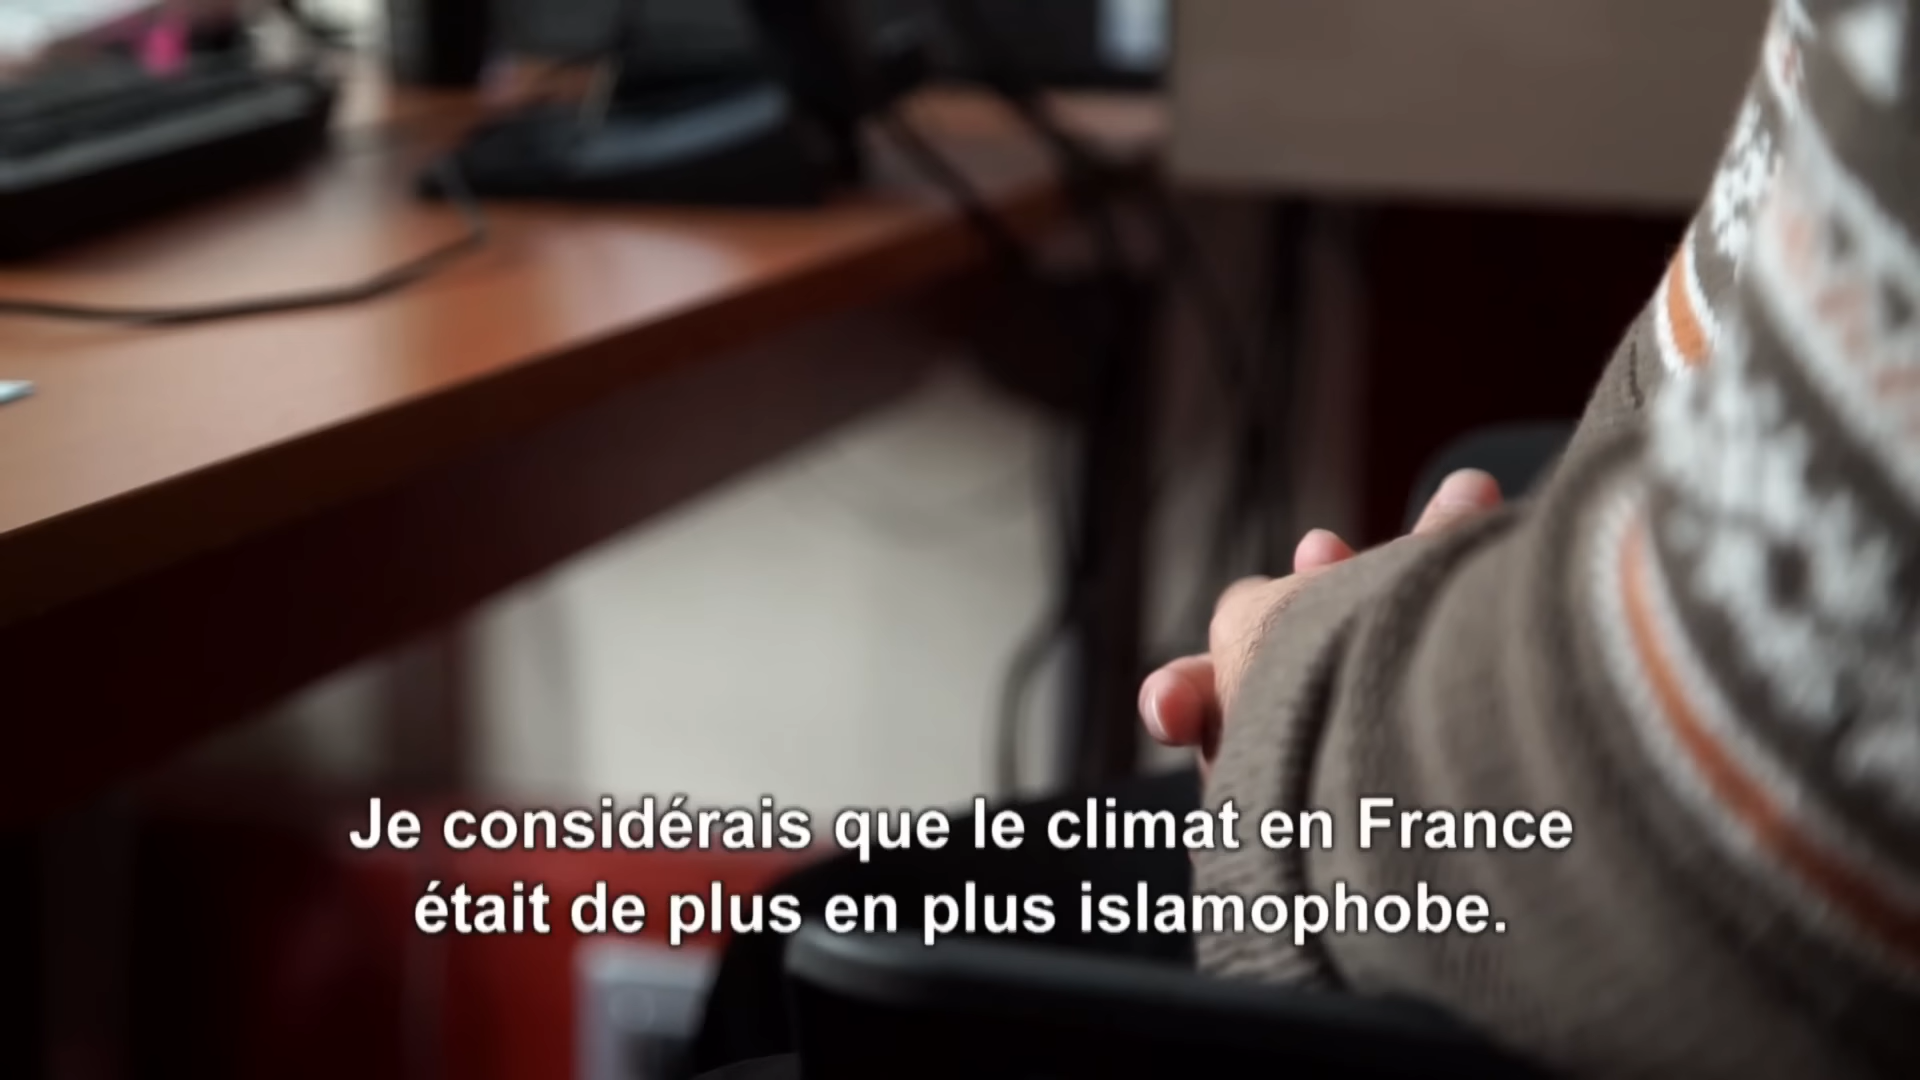 Je considérais que le climat en France
était de plus en plus islamophobe.